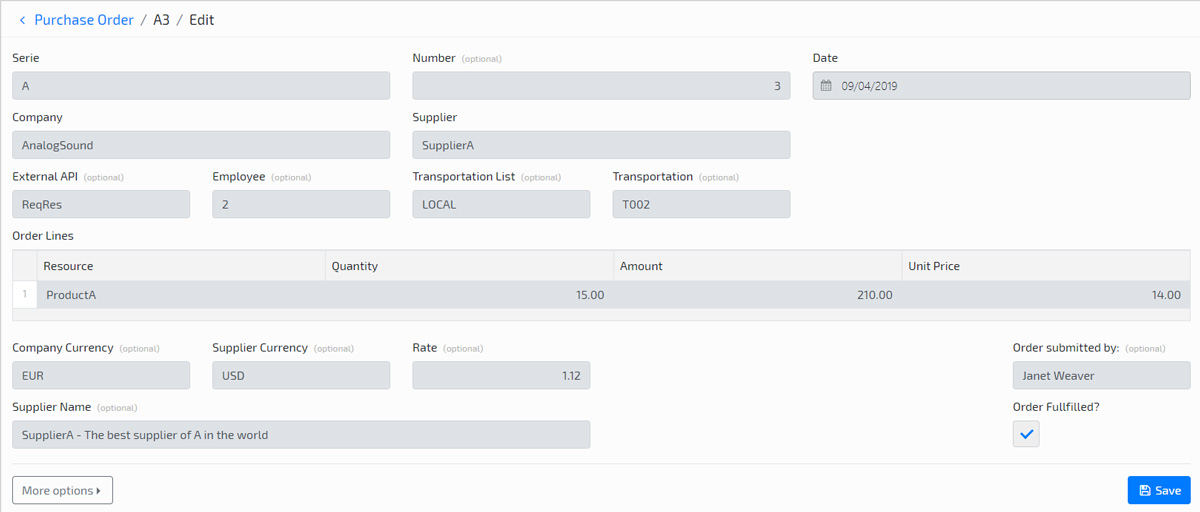 Purchase Order / A3 / Edit
Serie Number (optional) Date
A 3 09/04/2019
Company Supplier
AnalogSound SupplierA
External API (optional) Employee (optional) Transportation List (optional) Transportation (optional)
ReqRes 2 LOCAL T002
Order Lines
Resource Quantity Amount Unit Price
1 ProductA 15.00 210.00 14.00
Company Currency (optional) Supplier Currency (optional) Rate (optional) Order submitted by: (optional)
EUR USD 1.12 Janet Weaver
Supplier Name (optional) Order Fullfilled?
SupplierA - The best supplier of A in the world
More options Save